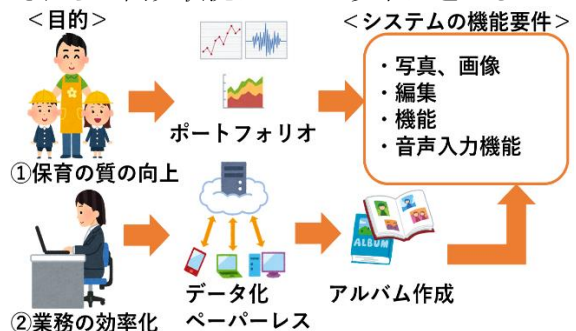 <目的>
<システムの機能要件>
・写真、画像
・編集
・機能
・音声入力機能
ポートフォリオ
①保育の質の向上
ALBUM
データ化
ペーパーレス
アルバム作成
②業務の効率化